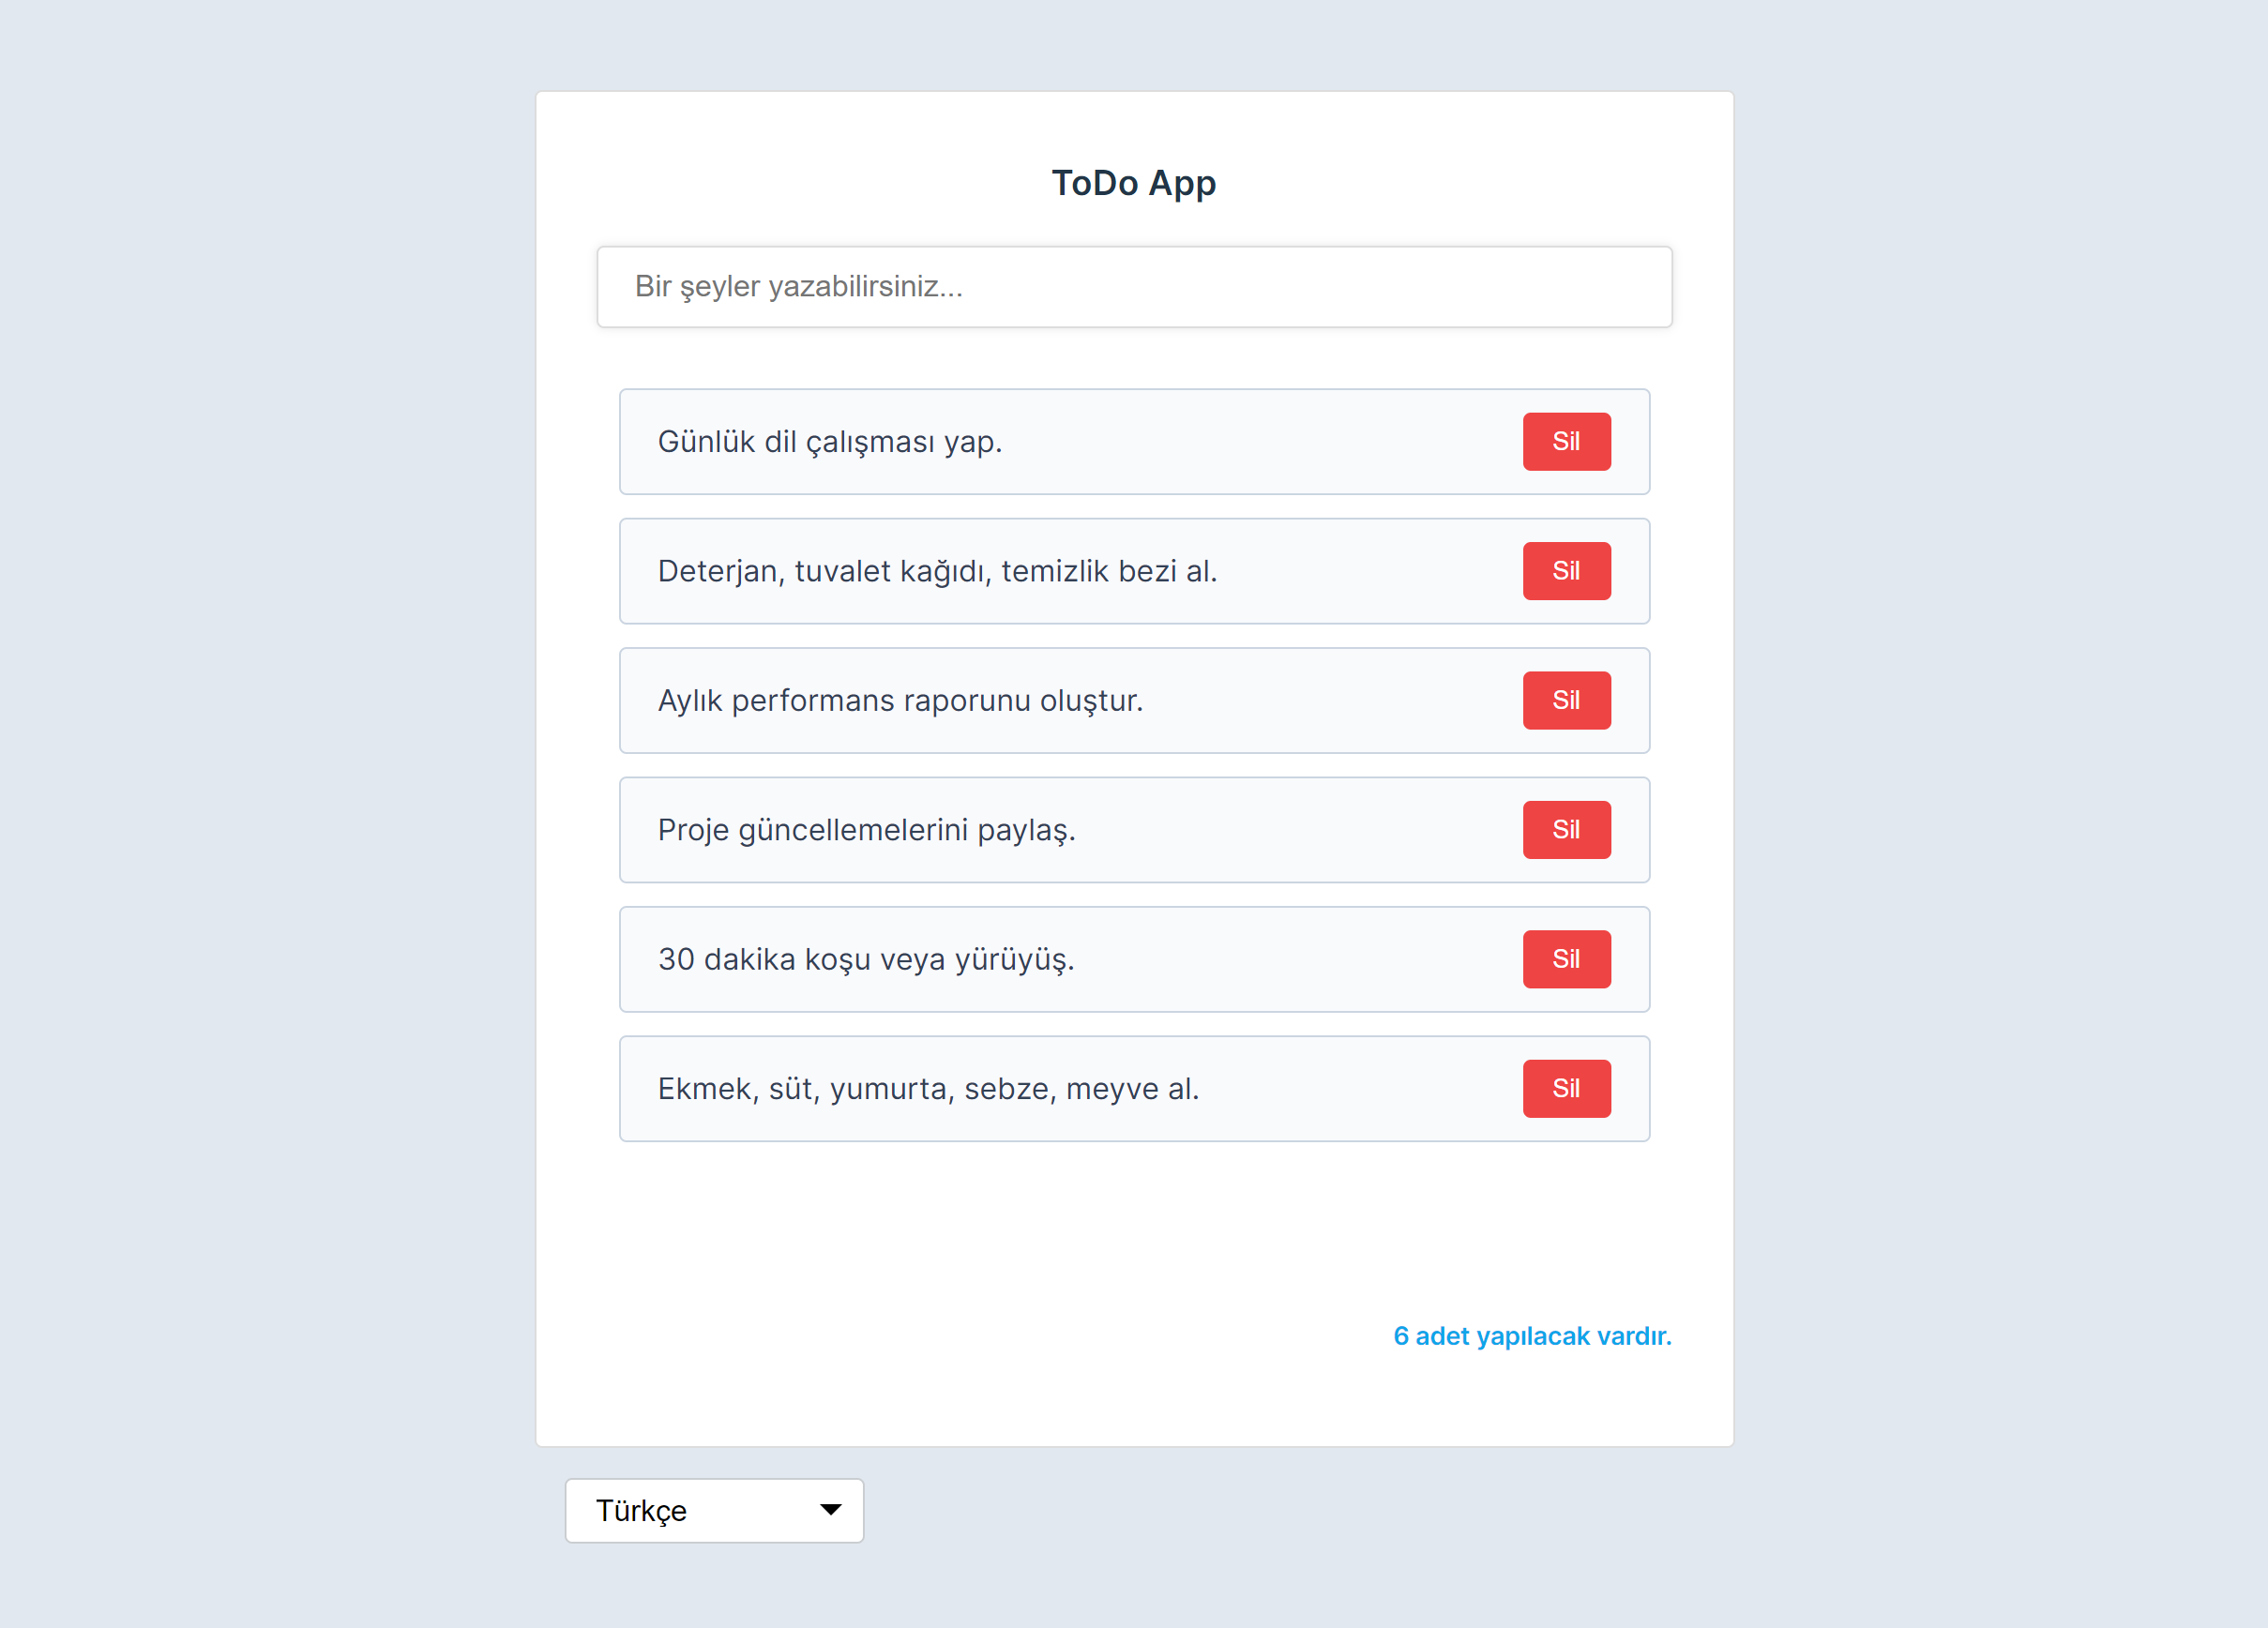 ToDo App
Bir şeyler yazabilirsiniz...
Günlük dil çalışması yap.
Sil
Deterjan, tuvalet kağıdı, temizlik bezi al.
Sil
Aylık performans raporunu oluştur.
Sil
Proje güncellemelerini paylaş.
Sil
30 dakika koşu veya yürüyüş.
Sil
Ekmek, süt, yumurta, sebze, meyve al.
Sil
6 adet yapılacak vardır.
Türkçe